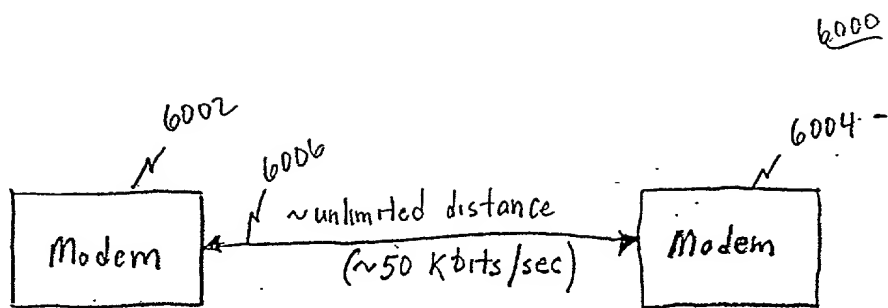 6000
6002
6006
6004
~unlimited distance
Modem
(~50 Kbits/sec)
Modem